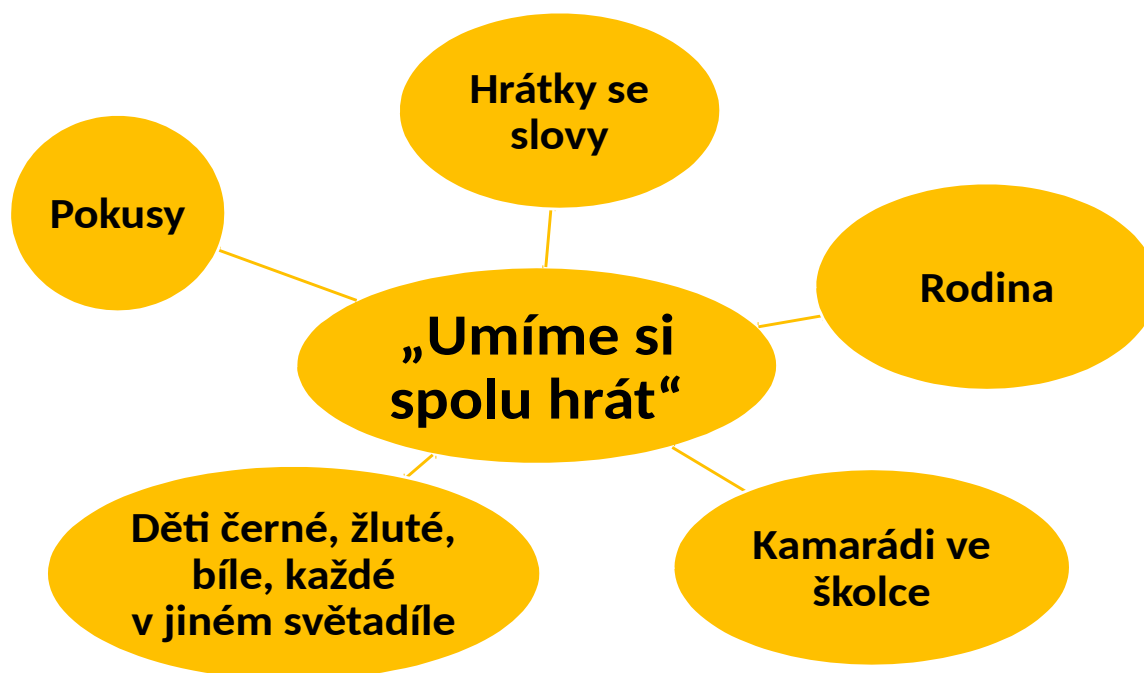 Hrátky se
slovy
Pokusy
Rodina
„Umíme si
spolu hrát“
Děti černé, žluté,
bíle, každé
v jiném světadíle
Kamarádi ve
školce